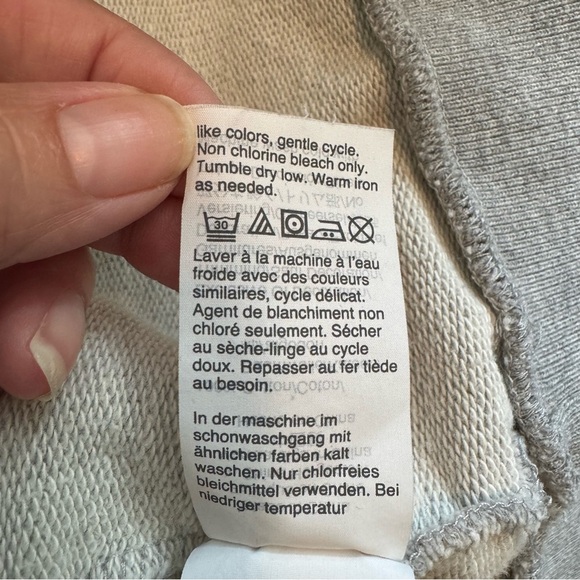 like colors, gentle cycle.
Non chlorine bleach only.
Tumble dry low. Warm iron
as needed.
30
Laver à la machine à l'eau
froide avec des couleurs
similaires, cycle délicat.
Agent de blanchiment non
chloré seulement. Sécher
au sèche-linge au cycle
doux. Repasser au fer tiède
au besoin.
In der maschine im
schonwaschgang mit
ähnlichen farben kalt
waschen. Nur chlorfreies
bleichmittel verwenden. Bei
niedriger temperatur